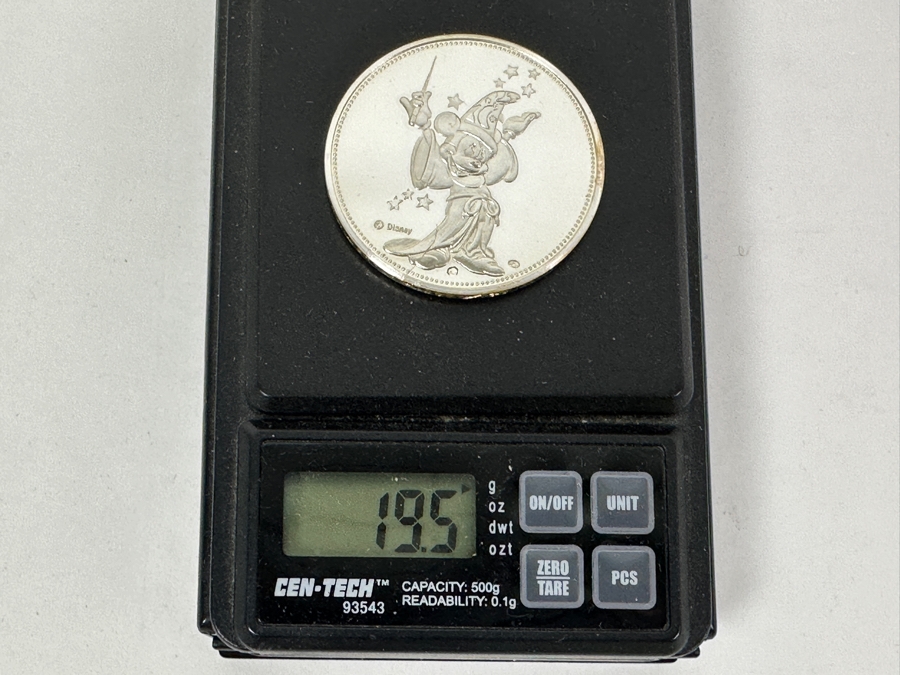 © Disney
19.5
g
oz
dwt
ozt
ON/OFF
UNIT
ZERO
TARE
PCS
CEN-TECH™
93543
CAPACITY: 500g
READABILITY: 0.1g